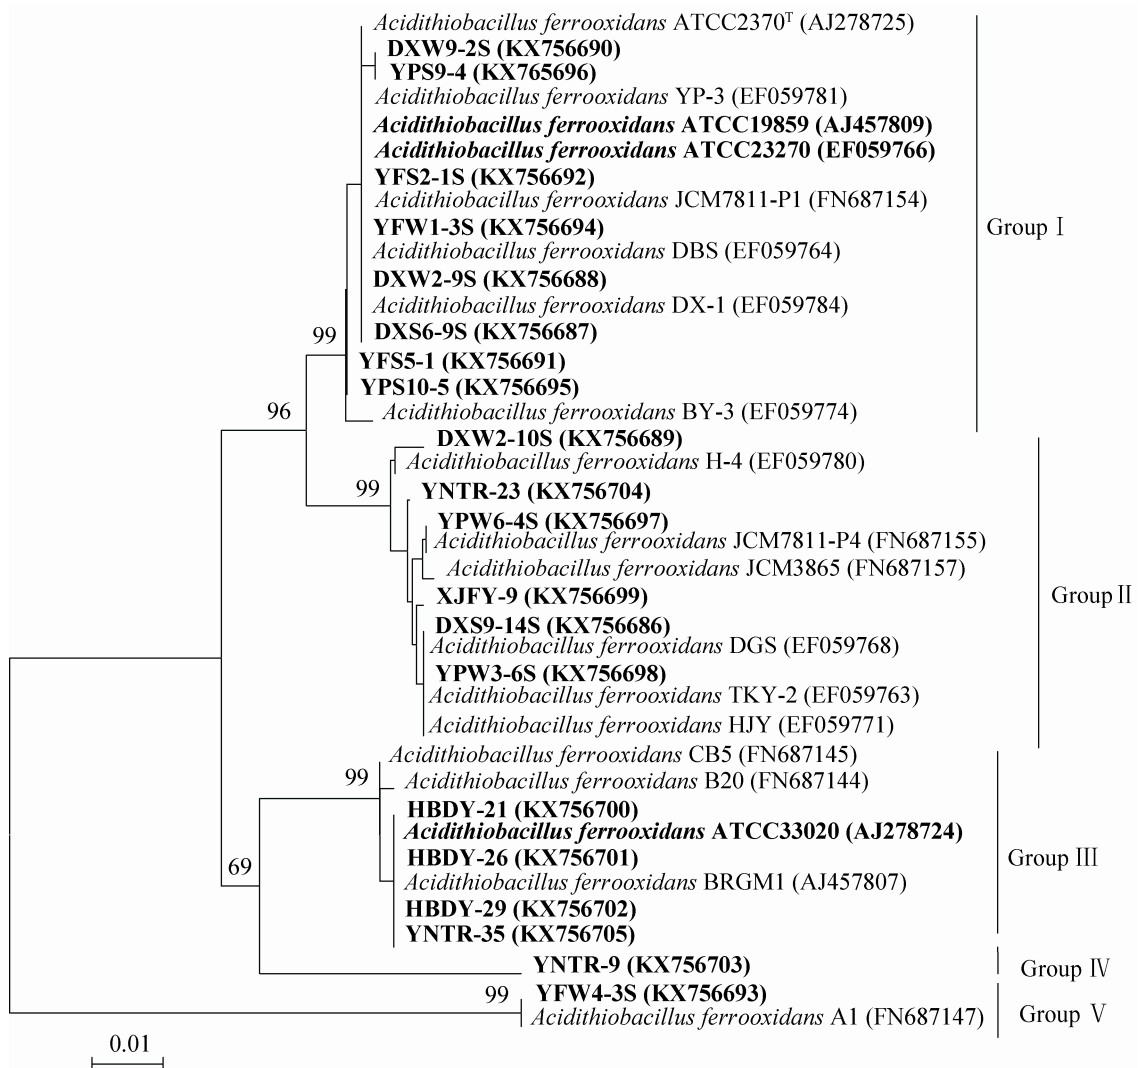 Acidithiobacillus ferrooxidans ATCC2370ᵀ (AJ278725)
DXW9-2S (KX756690)
YPS9-4 (KX765696)
Acidithiobacillus ferrooxidans YP-3 (EF059781)
Acidithiobacillus ferrooxidans ATCC19859 (AJ457809)
Acidithiobacillus ferrooxidans ATCC23270 (EF059766)
YFS2-1S (KX756692)
Acidithiobacillus ferrooxidans JCM7811-P1 (FN687154)
YFW1-3S (KX756694)
Group Ⅰ
Acidithiobacillus ferrooxidans DBS (EF059764)
DXW2-9S (KX756688)
Acidithiobacillus ferrooxidans DX-1 (EF059784)
DXS6-9S (KX756687)
99
YFS5-1 (KX756691)
YPS10-5 (KX756695)
96
Acidithiobacillus ferrooxidans BY-3 (EF059774)
DXW2-10S (KX756689)
Acidithiobacillus ferrooxidans H-4 (EF059780)
99
YNTR-23 (KX756704)
YPW6-4S (KX756697)
Acidithiobacillus ferrooxidans JCM7811-P4 (FN687155)
Acidithiobacillus ferrooxidans JCM3865 (FN687157)
XJFY-9 (KX756699)
Group Ⅱ
DXS9-14S (KX756686)
Acidithiobacillus ferrooxidans DGS (EF059768)
YPW3-6S (KX756698)
Acidithiobacillus ferrooxidans TKY-2 (EF059763)
Acidithiobacillus ferrooxidans HJY (EF059771)
Acidithiobacillus ferrooxidans CB5 (FN687145)
99
Acidithiobacillus ferrooxidans B20 (FN687144)
HBDY-21 (KX756700)
Acidithiobacillus ferrooxidans ATCC33020 (AJ278724)
HBDY-26 (KX756701)
Group Ⅲ
69
Acidithiobacillus ferrooxidans BRGM1 (AJ457807)
HBDY-29 (KX756702)
YNTR-35 (KX756705)
YNTR-9 (KX756703)
Group Ⅳ
99
YFW4-3S (KX756693)
Acidithiobacillus ferrooxidans A1 (FN687147)
Group Ⅴ
0.01